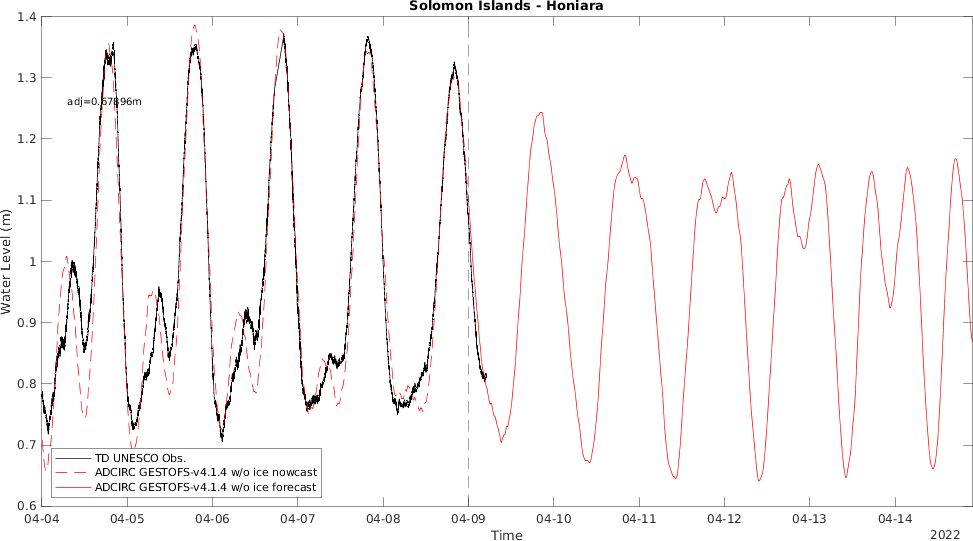 Solomon Islands - Honiara
1.4
1.3
adj=0.67896m
1.2
1.1
1
0.9
0.8
0.7
0.6
Water Level (m)
TD UNESCO Obs.
ADCIRC GESTOFS-v4.1.4 w/o ice nowcast
ADCIRC GESTOFS-v4.1.4 w/o ice forecast
04-04 04-05 04-06 04-07 04-08 04-09 04-10 04-11 04-12 04-13 04-14
Time
2022